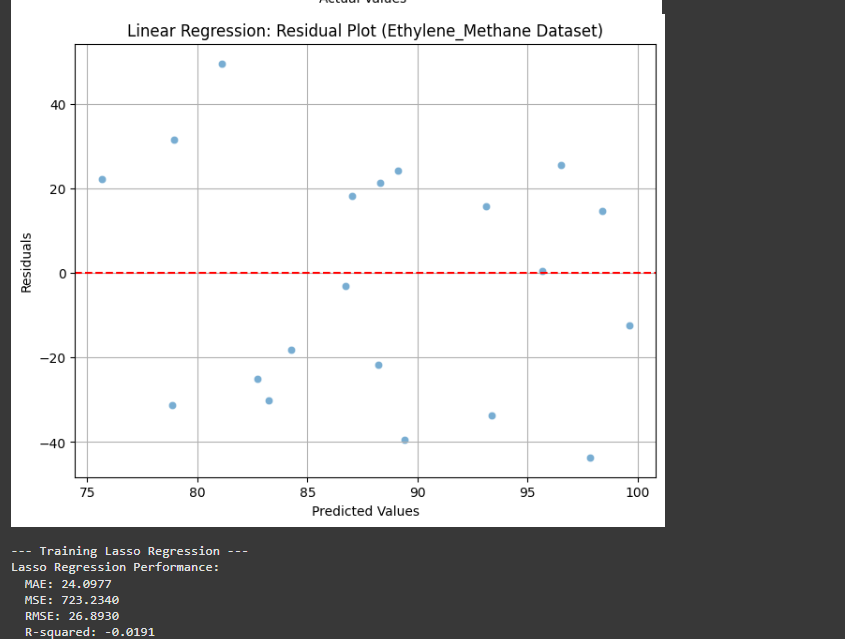 Actual Values
Linear Regression: Residual Plot (Ethylene_Methane Dataset)
40
20
0
−20
−40
Residuals
75 80 85 90 95 100
Predicted Values
--- Training Lasso Regression ---
Lasso Regression Performance:
MAE: 24.0977
MSE: 723.2340
RMSE: 26.8930
R-squared: -0.0191